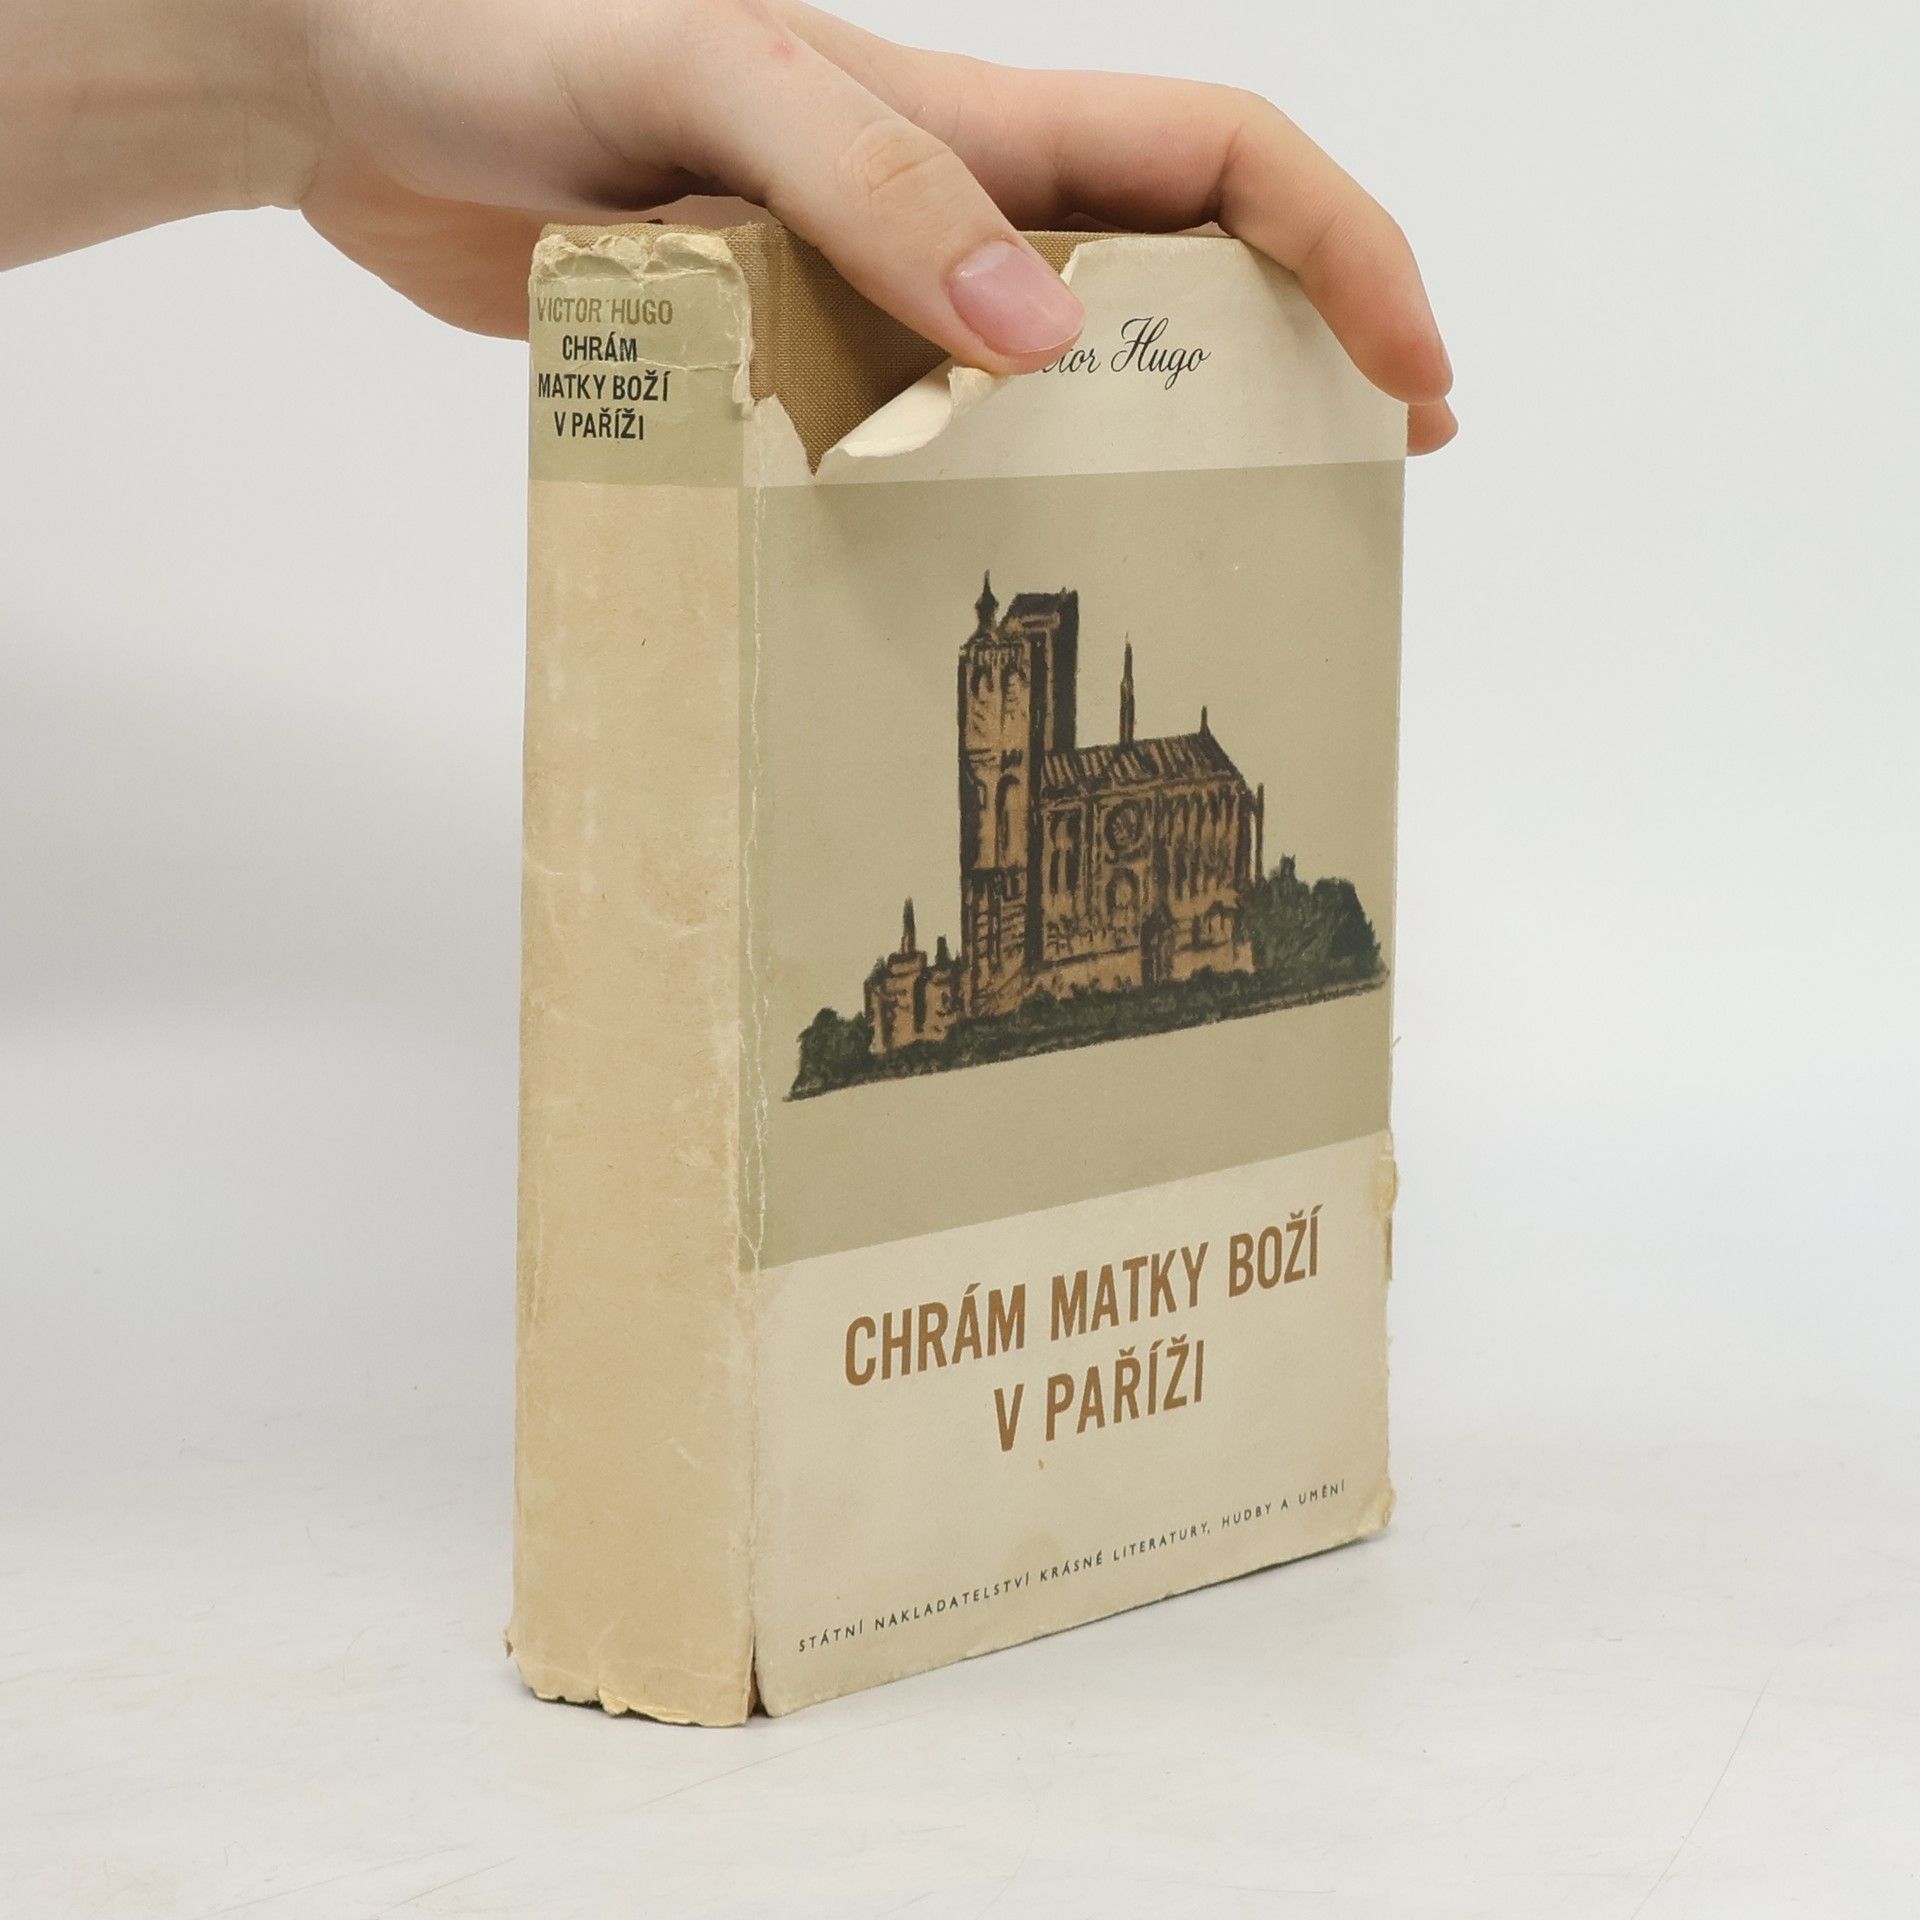 VICTOR HUGO
CHRÁM
MATKY BOŽÍ
V PAŘÍŽI
Hugo
CHRÁM MATKY BOŽÍ
V PAŘÍŽI
STÁTNÍ NAKLADATELSTVÍ KRÁSNÉ LITERATURY, HUDBY A UMĚNÍ